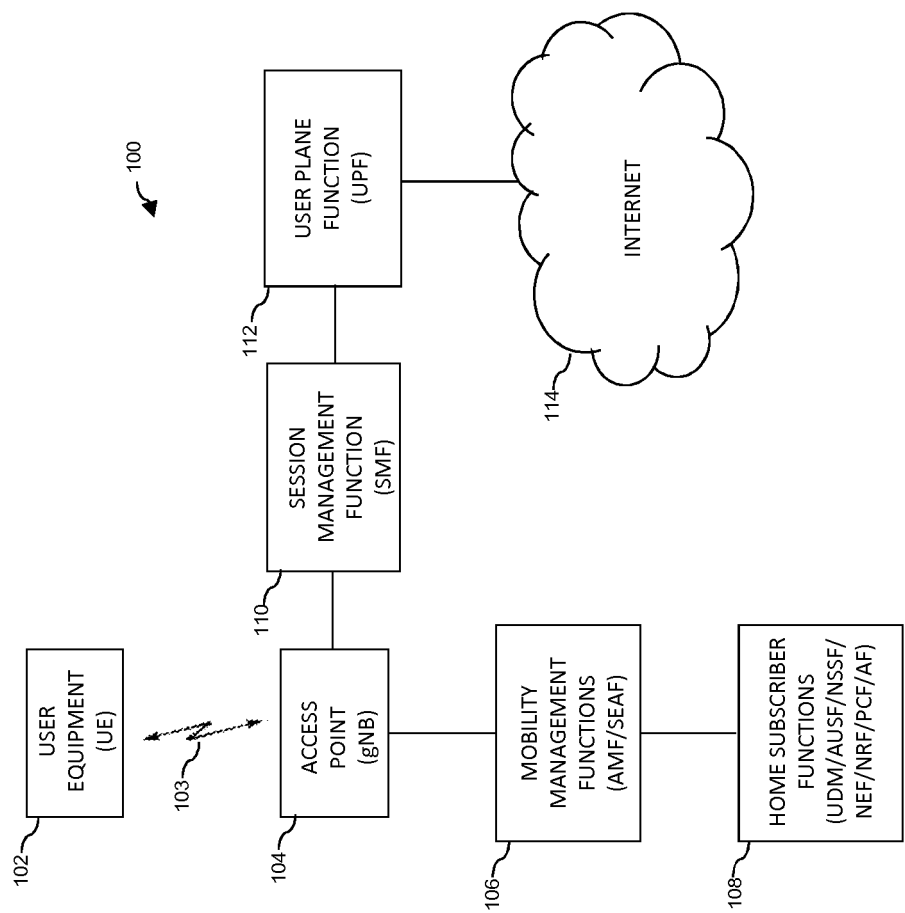 100
102
USER
EQUIPMENT
(UE)
103
104
ACCESS
POINT
(gNB)
110
SESSION
MANAGEMENT
FUNCTION
(SMF)
112
USER PLANE
FUNCTION
(UPF)
106
MOBILITY
MANAGEMENT
FUNCTIONS
(AMF/SEAF)
114
INTERNET
108
HOME SUBSCRIBER
FUNCTIONS
(UDM/AUSF/NSSF/
NEF/NRF/PCF/AF)